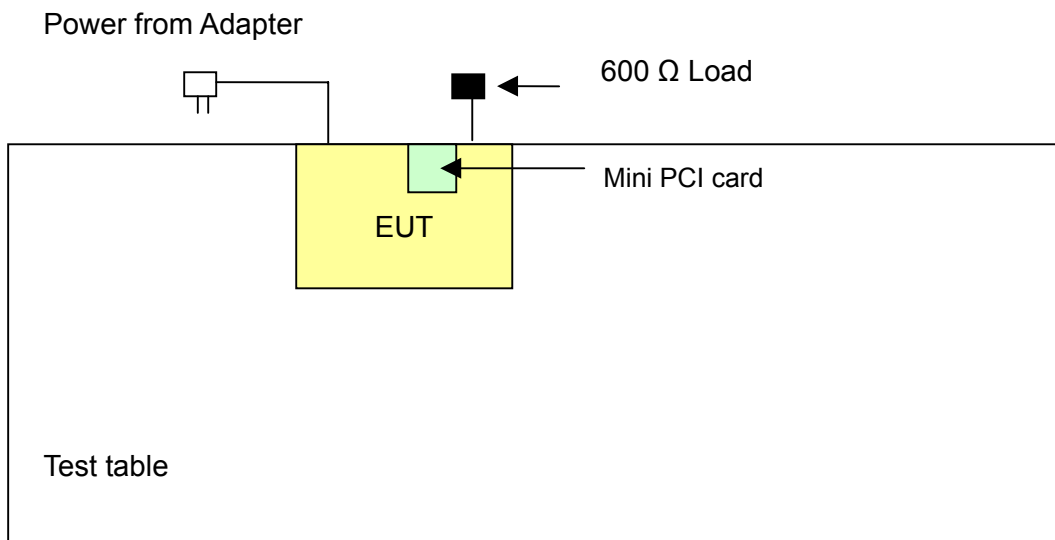 Power from Adapter
600 Ω Load
Mini PCI card
EUT
Test table